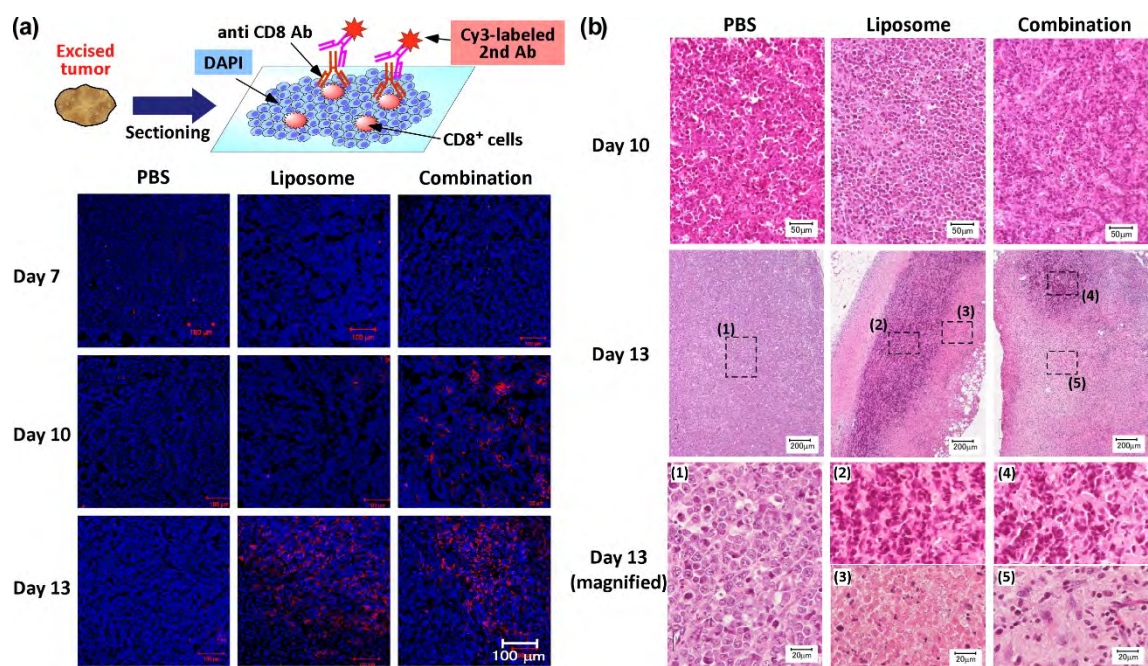 (a)
Excised
tumor
Sectioning
DAPI
anti CD8 Ab
Cy3-labeled
2nd Ab
CD8⁺ cells
PBS Liposome Combination
Day 7
100 μm
Day 10
Day 13
100 μm
(b)
PBS Liposome Combination
Day 10
50μm 50μm 50μm
Day 13
(1) (2) (3) (4) (5)
200μm 200μm 200μm
Day 13
(magnified)
(1) (2) (4)
(3) (5)
20μm 20μm 20μm